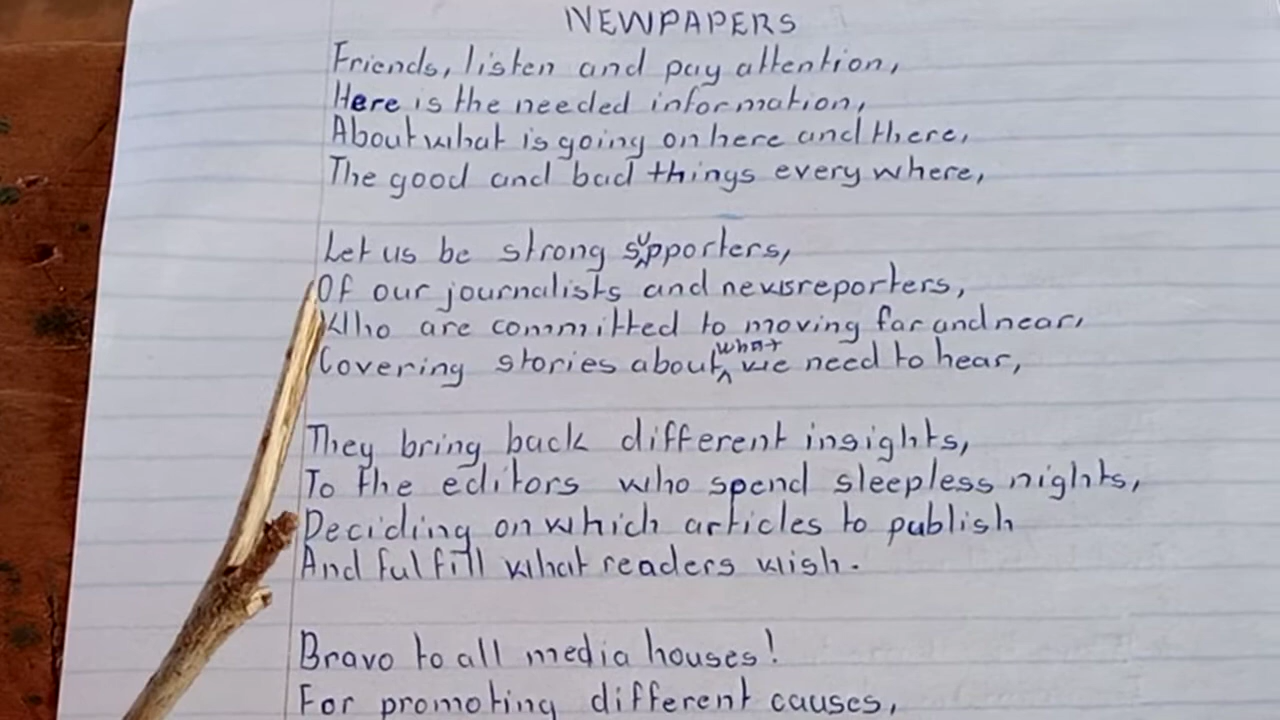 NEWPAPERS
Friends, listen and pay attention,
Here is the needed information,
About what is going on here and there,
The good and bad things every where,
Let us be strong supporters,
Of our journalists and newsreporters,
Who are committed to moving far and near,
Covering stories about what we need to hear,
They bring back different insights,
To the editors who spend sleepless nights,
Deciding on which articles to publish
And fulfill what readers wish.
Bravo to all media houses!
For promoting different causes,